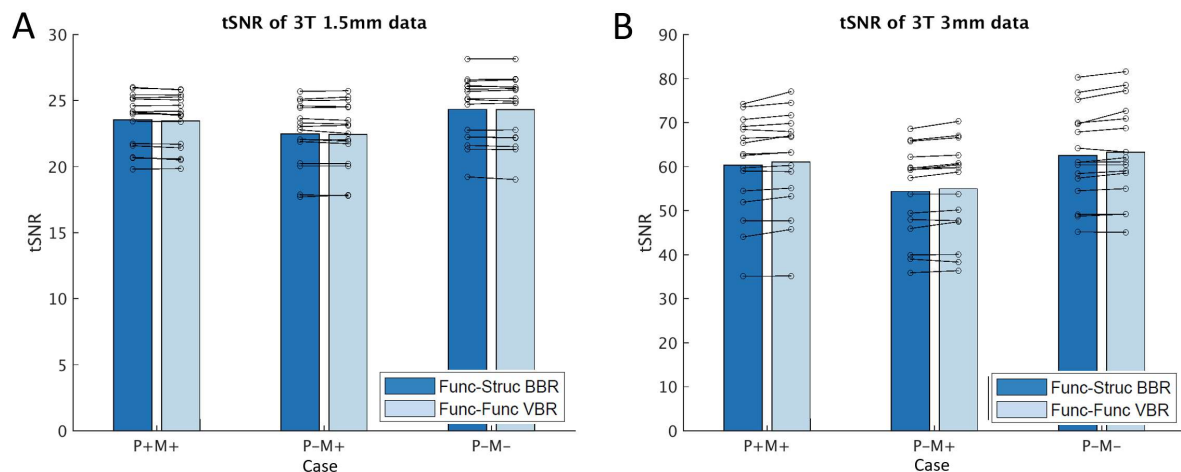 A
tSNR of 3T 1.5mm data
30
25
20
15
10
5
0
tSNR
P+M+
P−M+
P−M−
Case
Func-Struc BBR
Func-Func VBR
B
tSNR of 3T 3mm data
90
80
70
60
50
40
30
20
10
0
tSNR
P+M+
P−M+
P−M−
Case
Func-Struc BBR
Func-Func VBR